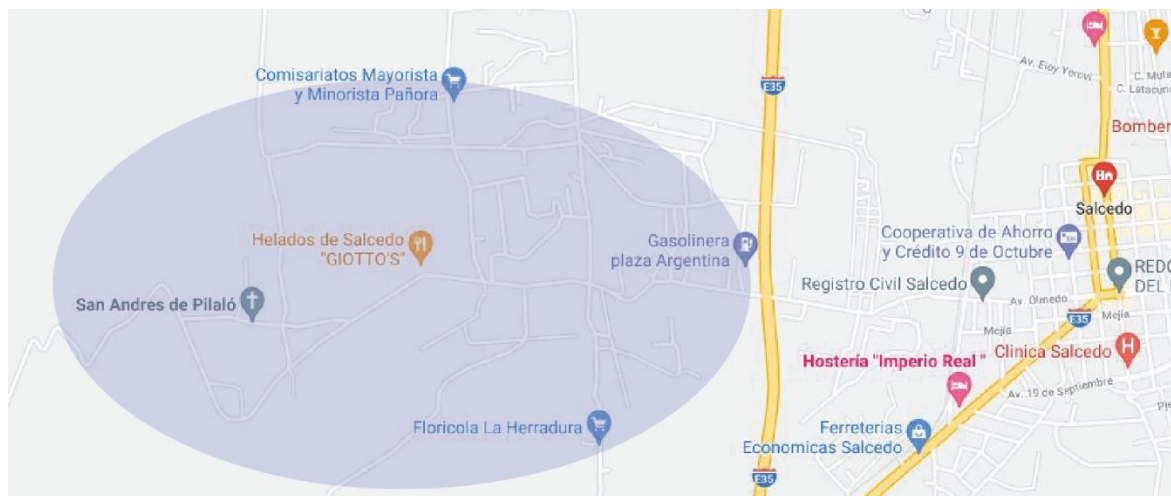 Comisariatos Mayorista
y Minorista Pañora
E35
Av. Eloy Yerovi
C. Mula
C. Latacun
Bomber
Salcedo
Helados de Salcedo
"GIOTTO'S"
Gasolinera
plaza Argentina
Cooperativa de Ahorro
y Crédito 9 de Octubre
REDO
DEL
San Andres de Pilaló
Registro Civil Salcedo
Av. Olmedo
E35
Mejía
Mejía
Clinica Salcedo
H
Hostería "Imperio Real "
Av. 19 de Septiembre
Floricola La Herradura
Ferreterias
Economicas Salcedo
E35